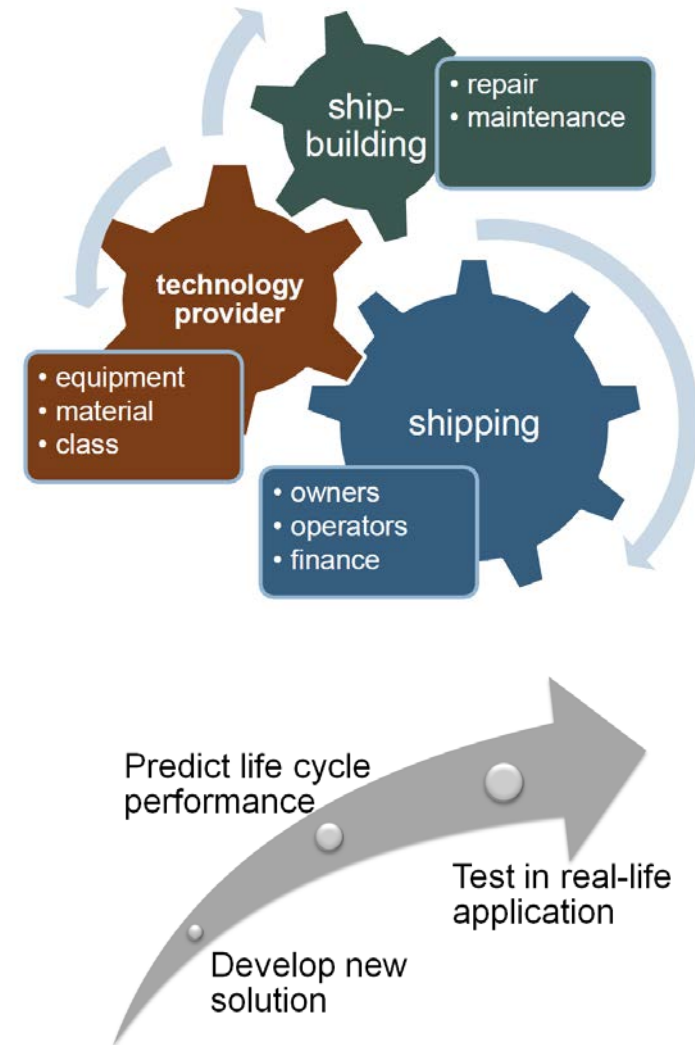 ship-
building
• repair
• maintenance
technology
provider
• equipment
• material
• class
shipping
• owners
• operators
• finance
Predict life cycle
performance
Test in real-life
application
Develop new
solution